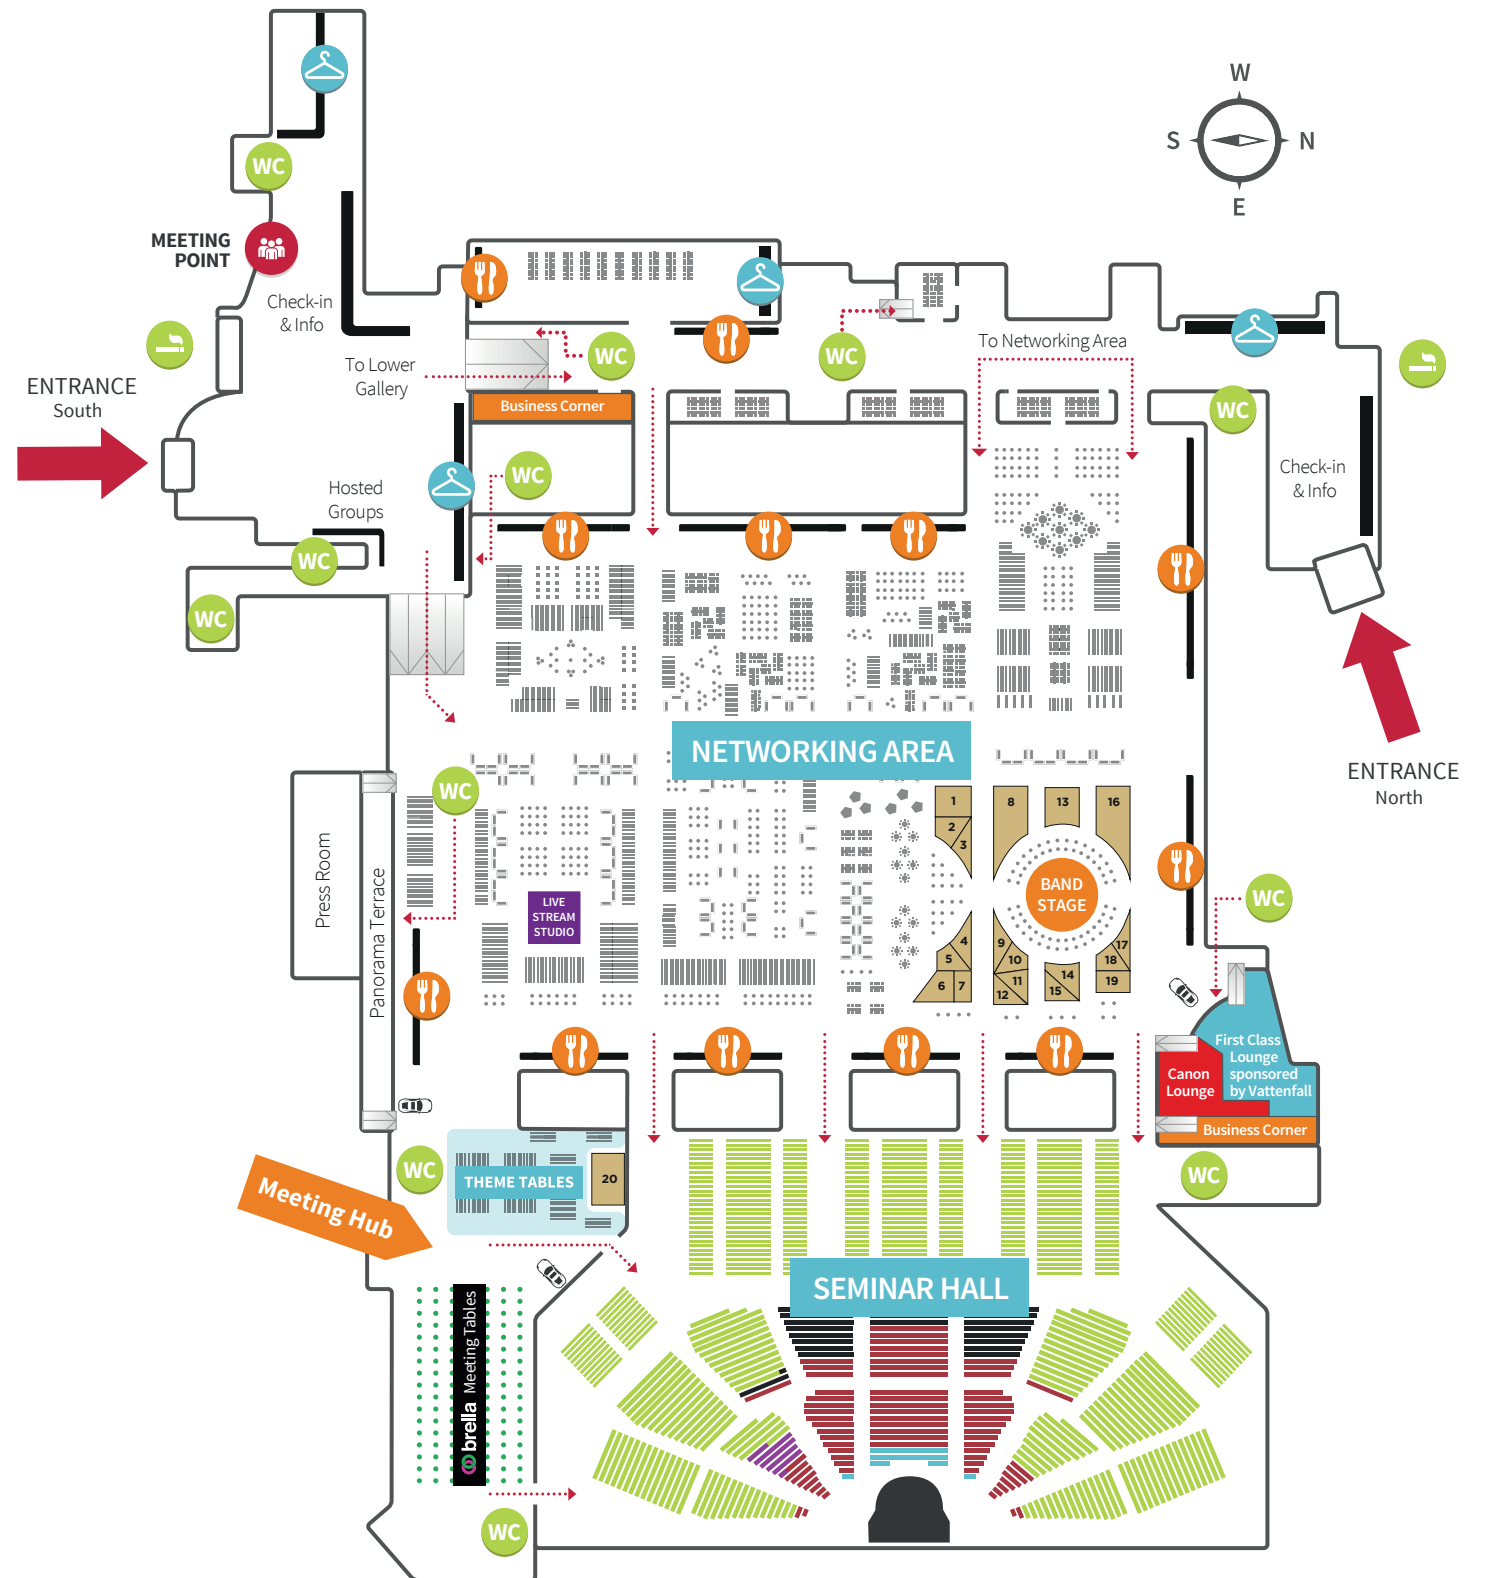 W
S
N
E
WC
MEETING
POINT
Check-in
& Info
To Lower
Gallery
ENTRANCE
South
WC
WC
To Networking Area
Business Corner
WC
Check-in
& Info
WC
Hosted
Groups
WC
WC
NETWORKING AREA
ENTRANCE
North
WC
1
2
3
8
13
16
Press Room
Panorama Terrace
LIVE
STREAM
STUDIO
BAND
STAGE
WC
4
5
6
7
9
10
11
12
14
15
17
18
19
First Class
Lounge
sponsored
by Vattenfall
Canon
Lounge
Business Corner
WC
WC
THEME TABLES
20
Meeting Hub
SEMINAR HALL
brella Meeting Tables
WC